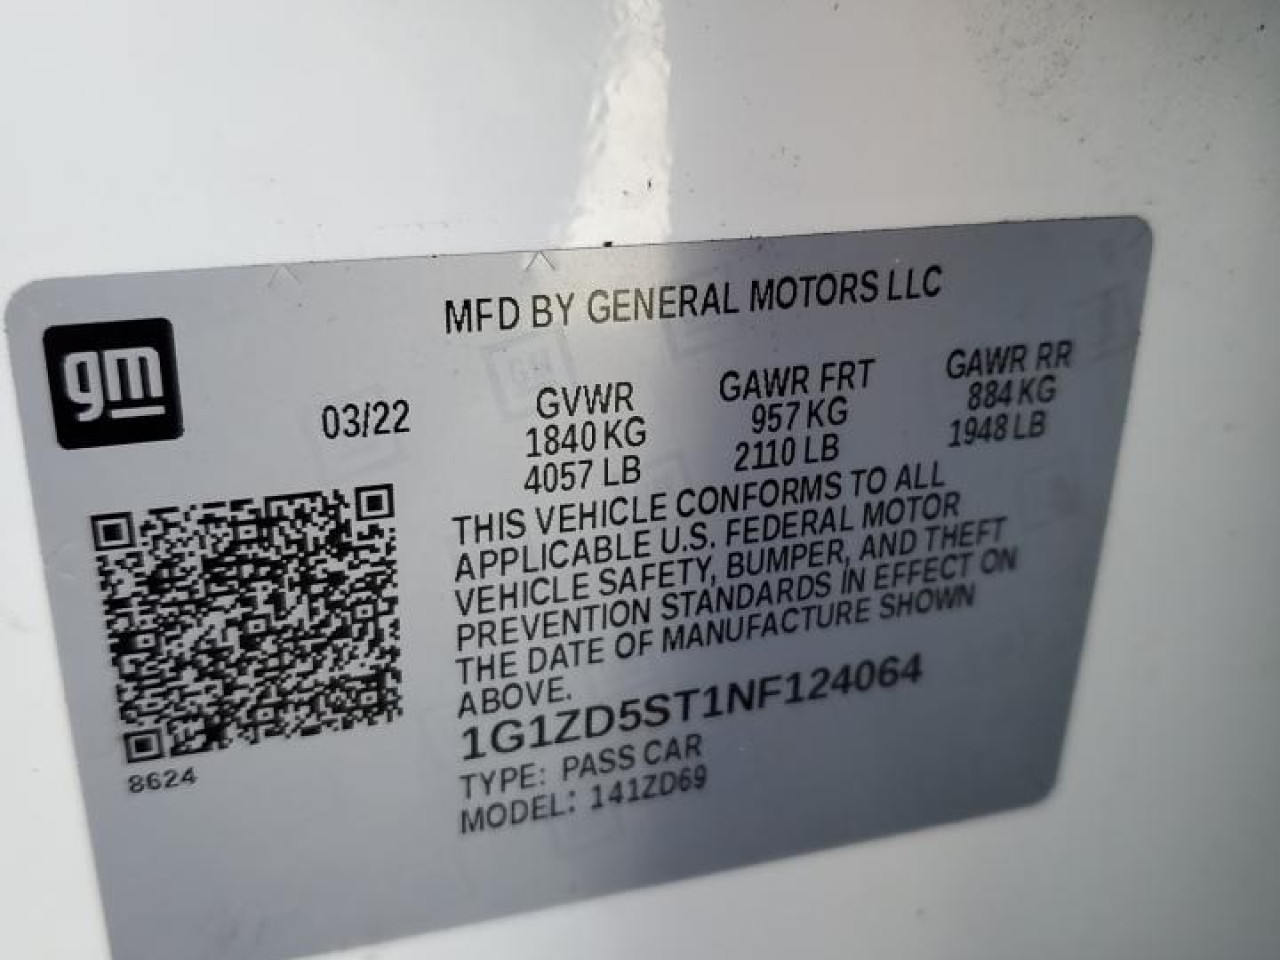 MFD BY GENERAL MOTORS LLC
gm
03/22
GVWR
1840 KG
4057 LB
GAWR FRT
957 KG
2110 LB
GAWR RR
884 KG
1948 LB
THIS VEHICLE CONFORMS TO ALL
APPLICABLE U.S. FEDERAL MOTOR
VEHICLE SAFETY, BUMPER, AND THEFT
PREVENTION STANDARDS IN EFFECT ON
THE DATE OF MANUFACTURE SHOWN
ABOVE.
1G1ZD5ST1NF124064
TYPE: PASS CAR
MODEL: 141ZD69
8624